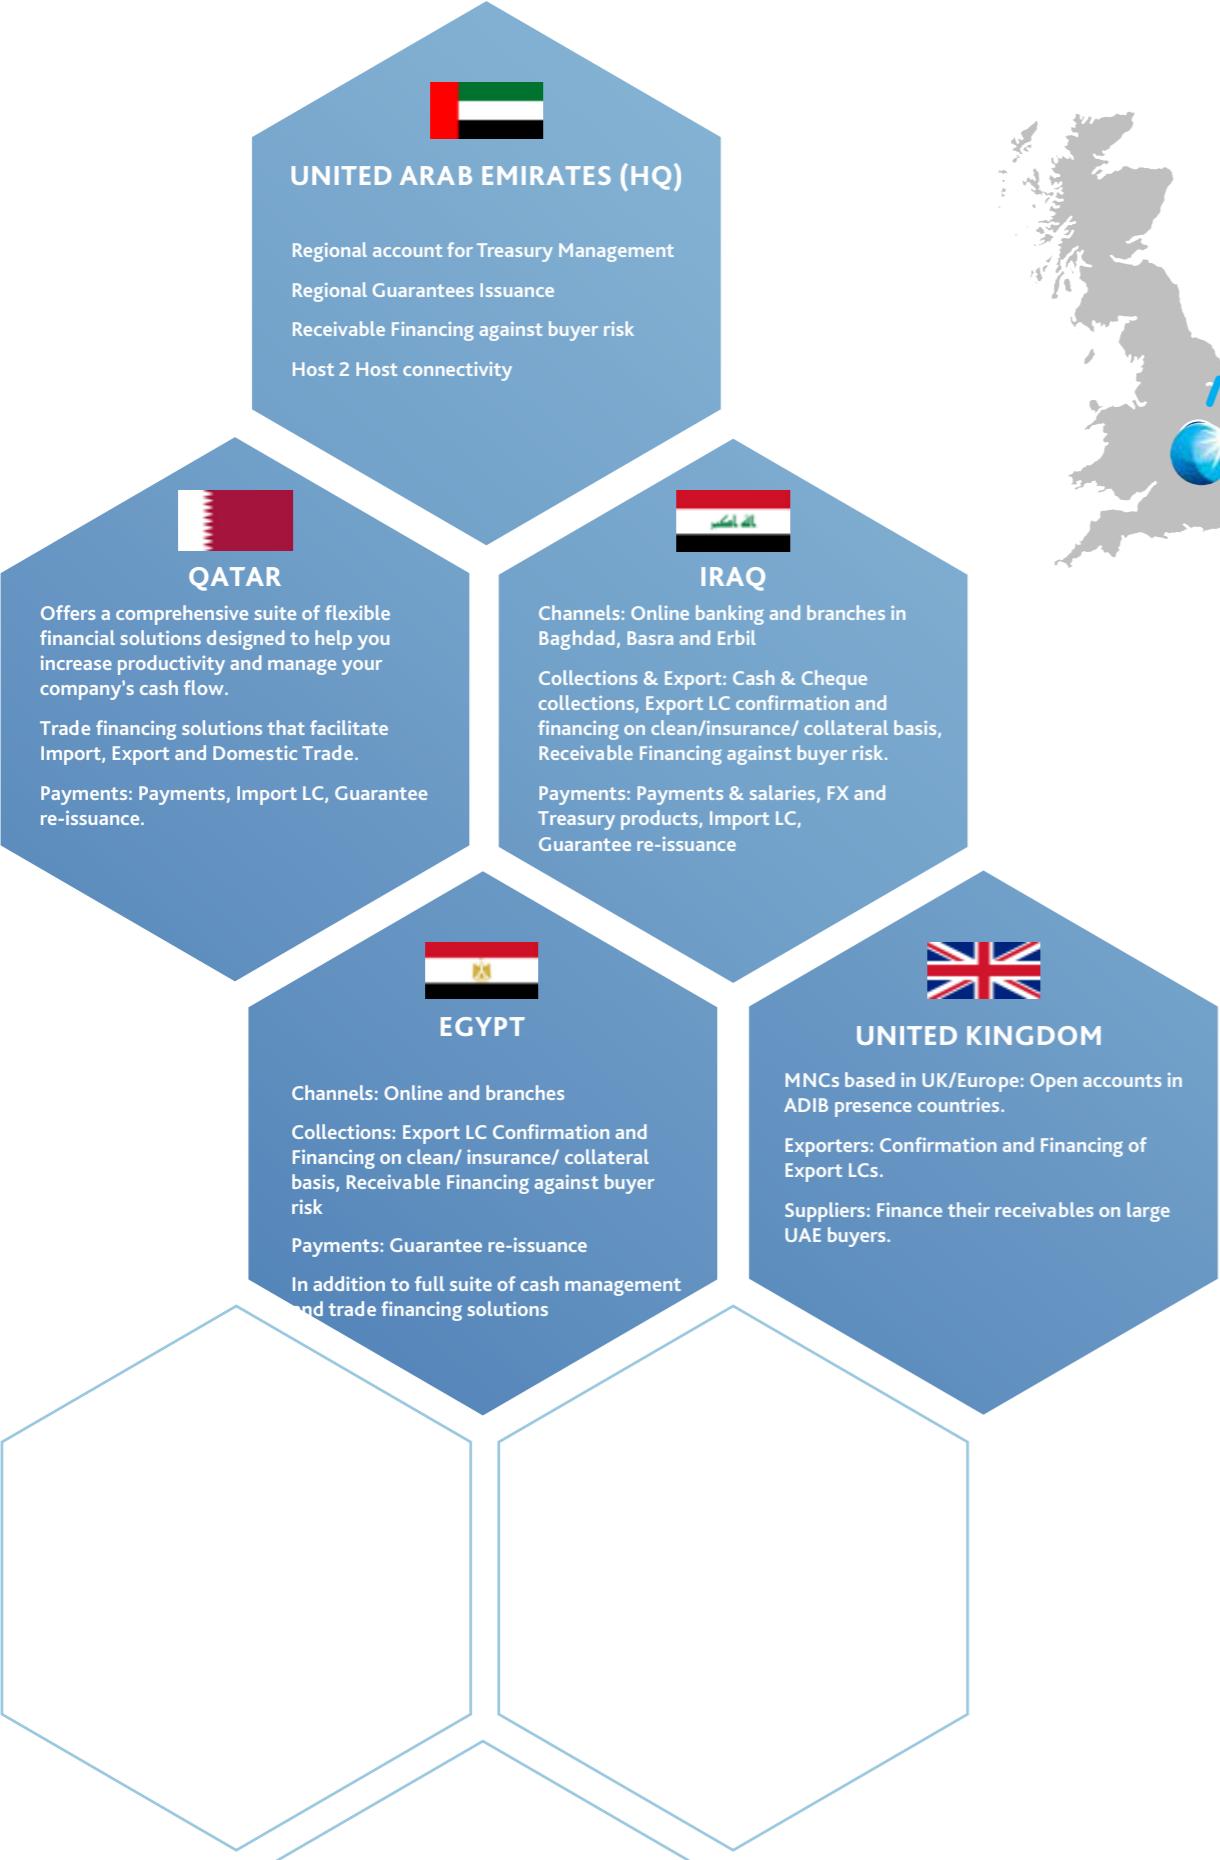 UNITED ARAB EMIRATES (HQ)
Regional account for Treasury Management
Regional Guarantees Issuance
Receivable Financing against buyer risk
Host 2 Host connectivity
QATAR
Offers a comprehensive suite of flexible
financial solutions designed to help you
increase productivity and manage your
company's cash flow.
Trade financing solutions that facilitate
Import, Export and Domestic Trade.
Payments: Payments, Import LC, Guarantee
re-issuance.
الله اكبر
IRAQ
Channels: Online banking and branches in
Baghdad, Basra and Erbil
Collections & Export: Cash & Cheque
collections, Export LC confirmation and
financing on clean/insurance/ collateral basis,
Receivable Financing against buyer risk.
Payments: Payments & salaries, FX and
Treasury products, Import LC,
Guarantee re-issuance
EGYPT
Channels: Online and branches
Collections: Export LC Confirmation and
Financing on clean/ insurance/ collateral
basis, Receivable Financing against buyer
risk
Payments: Guarantee re-issuance
In addition to full suite of cash management
and trade financing solutions
UNITED KINGDOM
MNCs based in UK/Europe: Open accounts in
ADIB presence countries.
Exporters: Confirmation and Financing of
Export LCs.
Suppliers: Finance their receivables on large
UAE buyers.